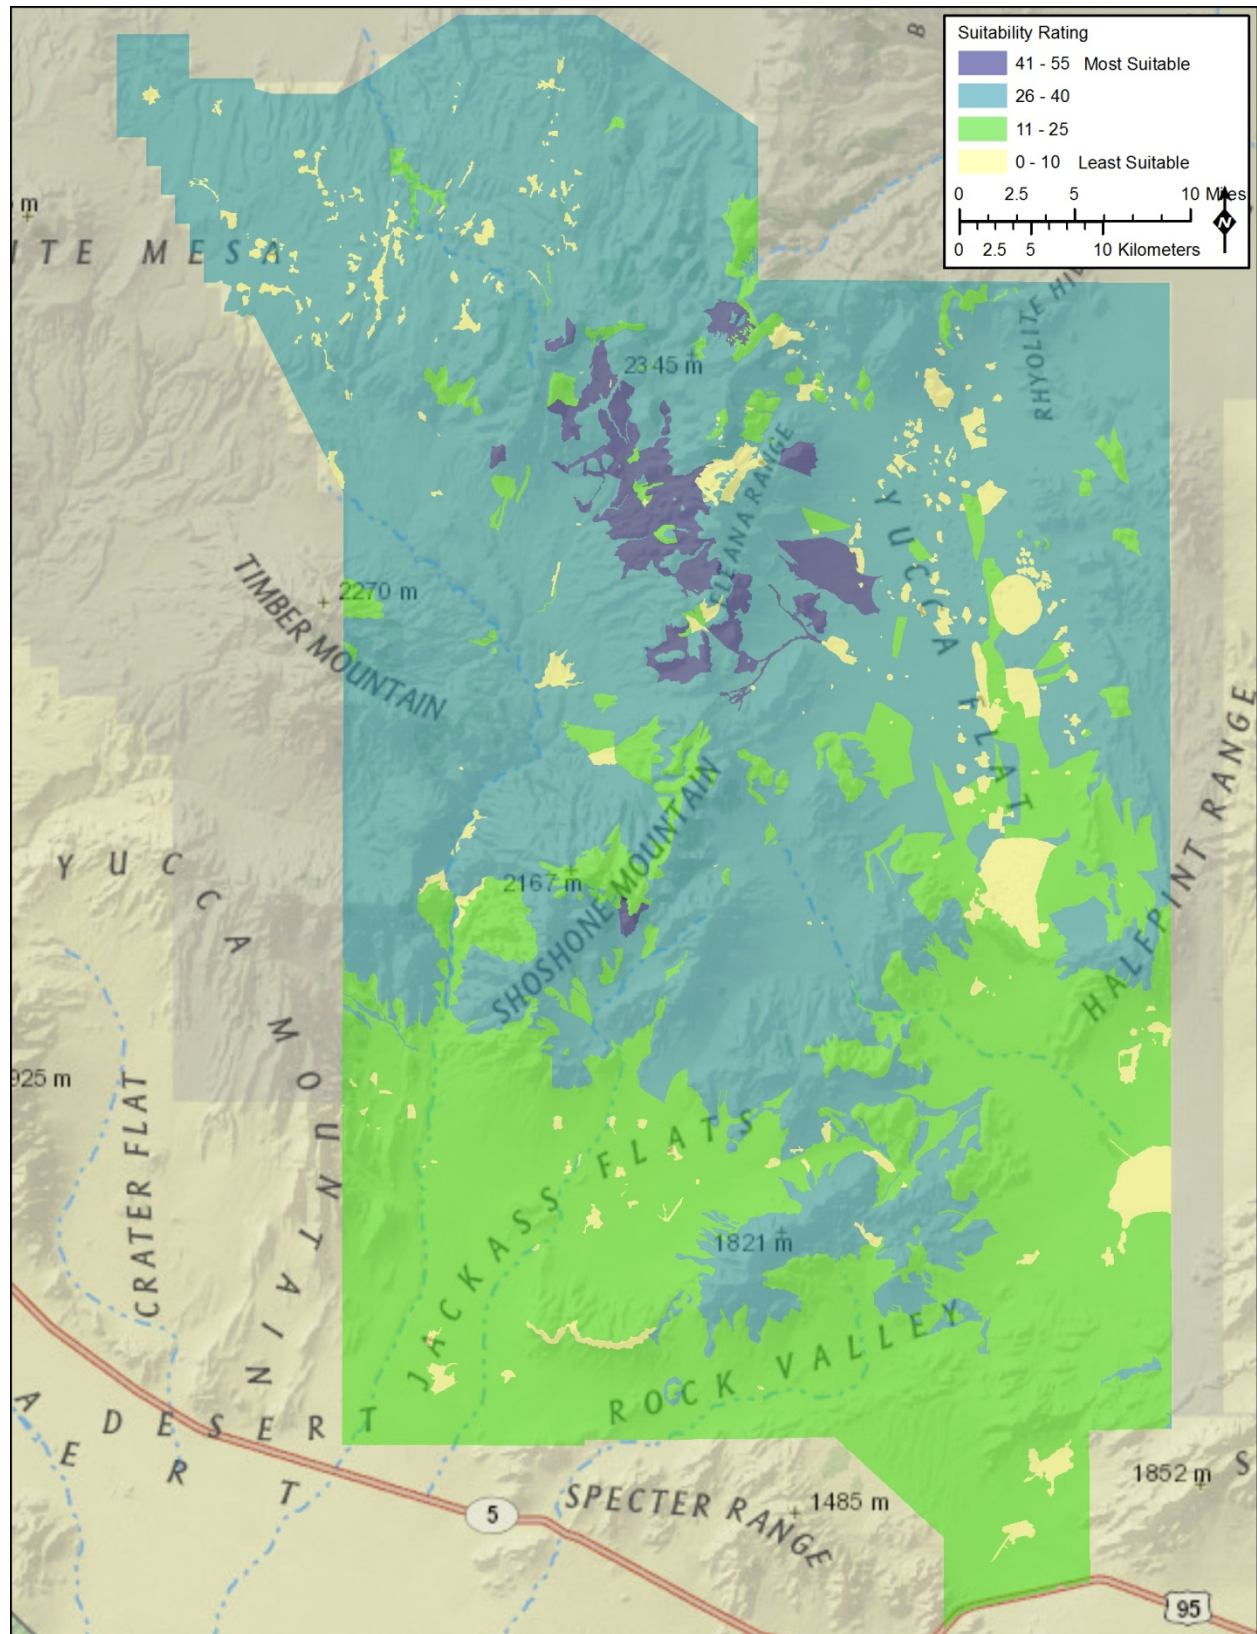 Suitability Rating
41 - 55 Most Suitable
26 - 40
11 - 25
0 - 10 Least Suitable
0 2.5 5 10 Miles
N
0 2.5 5 10 Kilometers
B
m
ITE MESA
RHYOLITE HI
2345 m
ELEANA RANGE
YUCCA FLAT
2270 m
TIMBER MOUNTAIN
YUCCA MOUNTAIN
2167 m
SHOSHONE MOUNTAIN
HALFPINT RANGE
925 m
CRATER FLAT
JACKASS FLATS
1821 m
ROCK VALLEY
A
DESERT
E R T
5
SPECTER RANGE
1485 m
1852 m
S
95